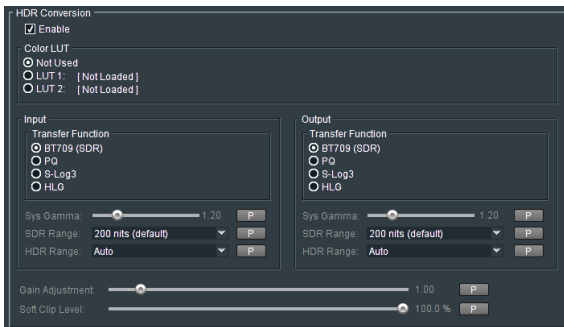 HDR Conversion
Enable
Color LUT
Not Used
LUT 1: [ Not Loaded ]
LUT 2: [ Not Loaded ]
Input
Transfer Function
BT709 (SDR)
PQ
S-Log3
HLG
Sys Gamma: 1.20 P
SDR Range: 200 nits (default) P
HDR Range: Auto P
Output
Transfer Function
BT709 (SDR)
PQ
S-Log3
HLG
Sys Gamma: 1.20 P
SDR Range: 200 nits (default) P
HDR Range: Auto P
Gain Adjustment: 1.00 P
Soft Clip Level: 100.0 % P